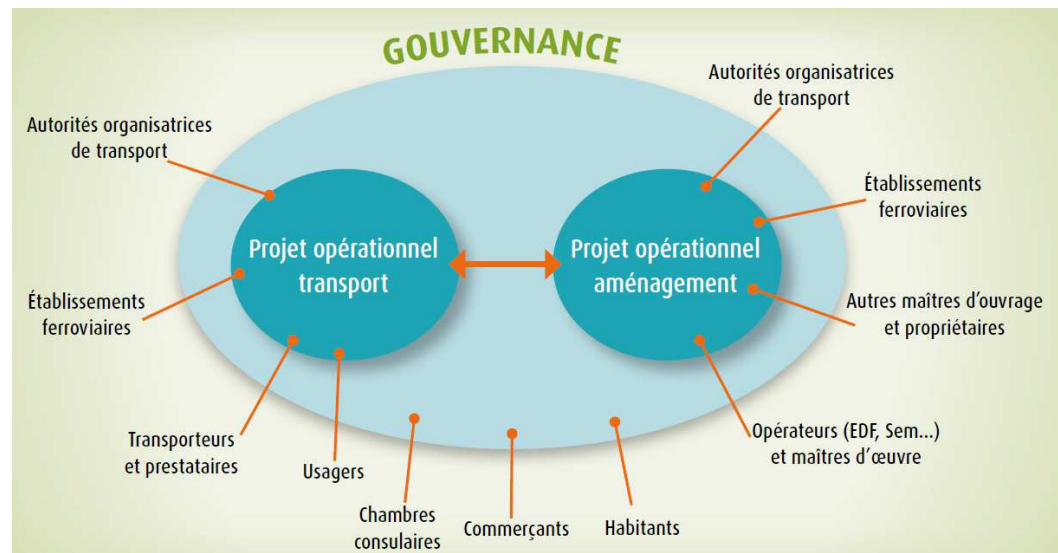 GOUVERNANCE
Autorités organisatrices
de transport
Autorités organisatrices
de transport
Établissements
ferroviaires
Projet opérationnel
transport
Projet opérationnel
aménagement
Établissements
ferroviaires
Autres maîtres d'ouvrage
et propriétaires
Transporteurs
et prestataires
Usagers
Opérateurs (EDF, Sem...)
et maîtres d'œuvre
Chambres
consulaires
Commerçants
Habitants